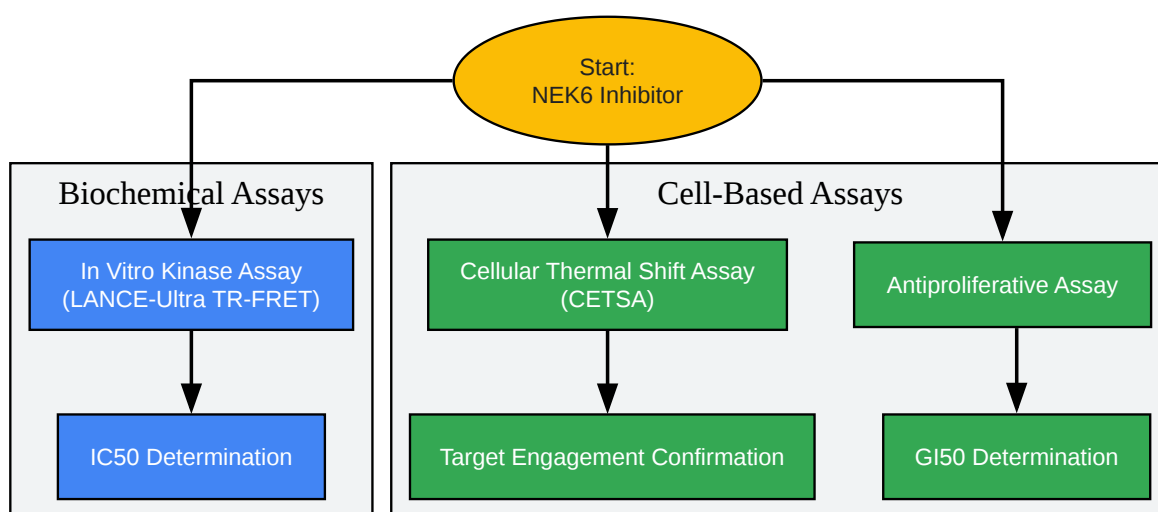 Start:
NEK6 Inhibitor
Biochemical Assays
Cell-Based Assays
In Vitro Kinase Assay
(LANCE-Ultra TR-FRET)
Cellular Thermal Shift Assay
(CETSA)
Antiproliferative Assay
IC50 Determination
Target Engagement Confirmation
GI50 Determination